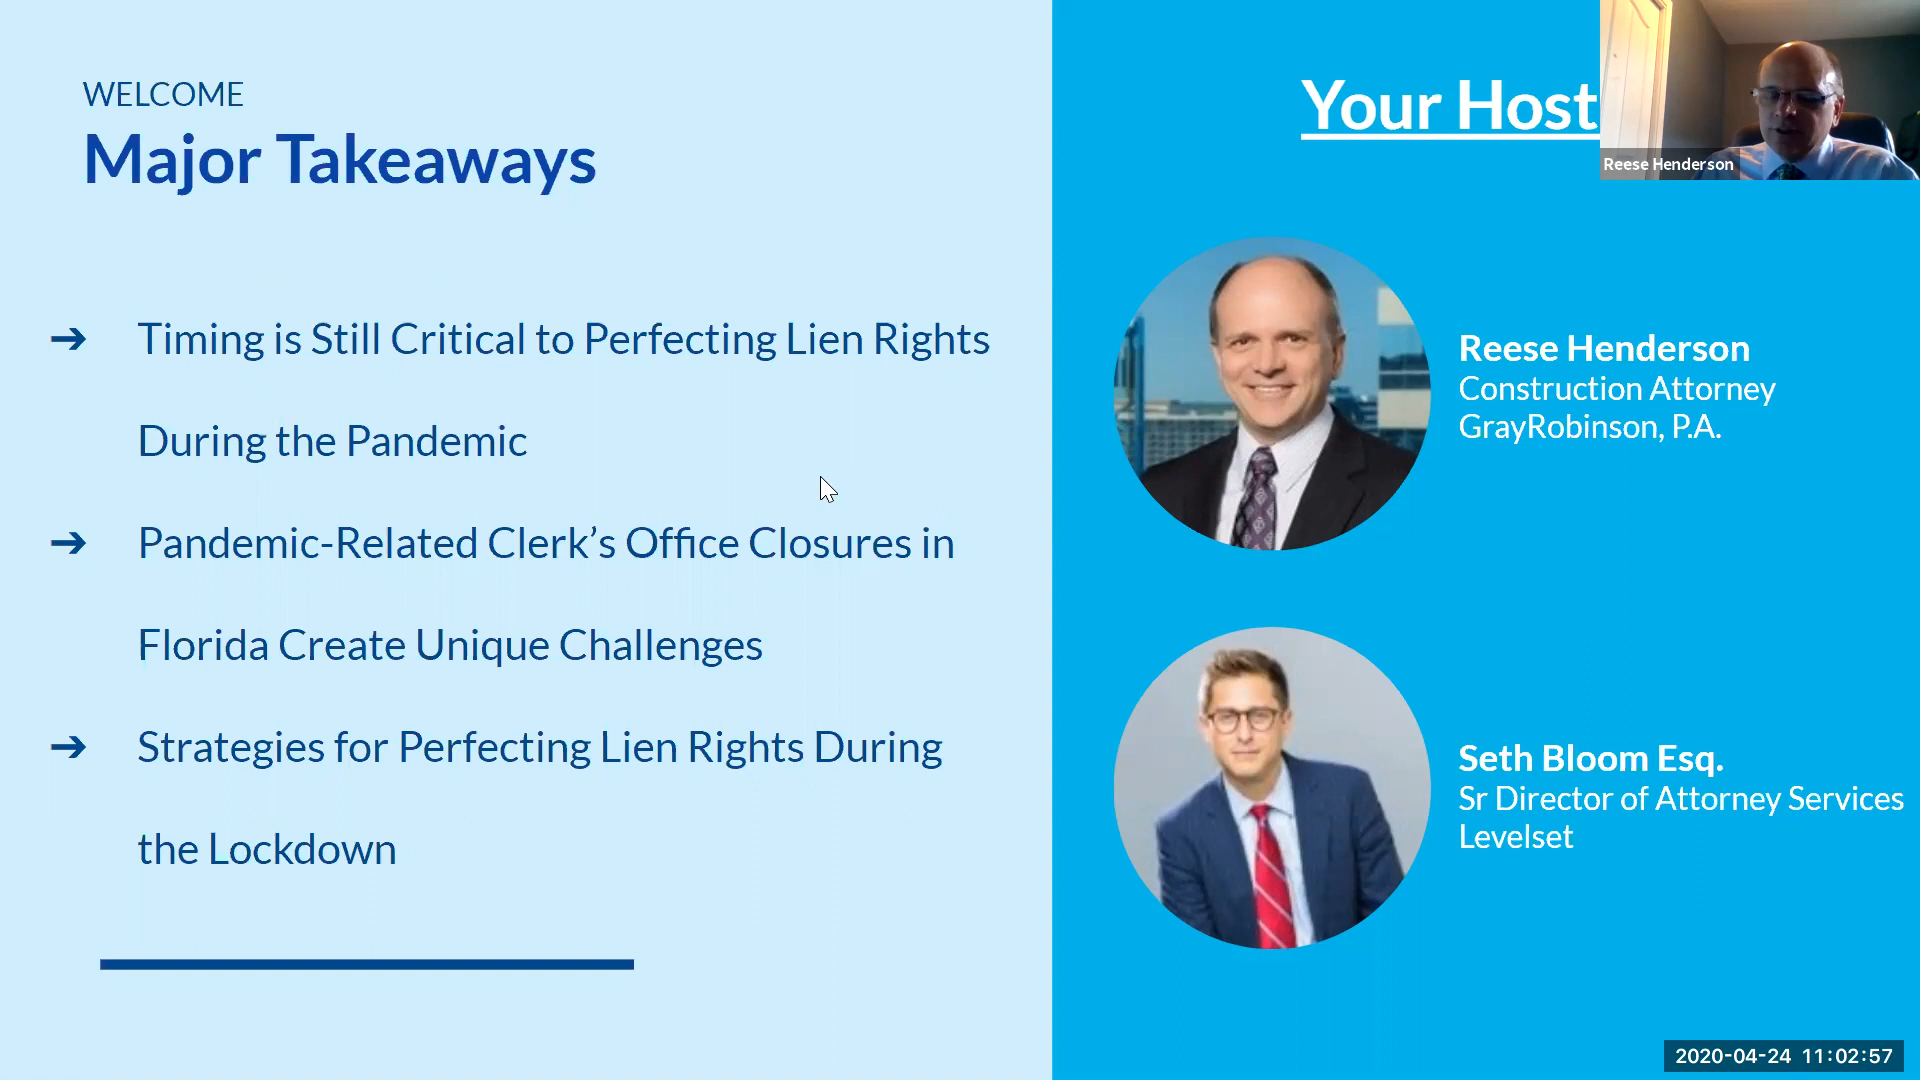 WELCOME
Major Takeaways
➔ Timing is Still Critical to Perfecting Lien Rights
During the Pandemic
➔ Pandemic-Related Clerk’s Office Closures in
Florida Create Unique Challenges
➔ Strategies for Perfecting Lien Rights During
the Lockdown
Your Host
Reese Henderson
Reese Henderson
Construction Attorney
GrayRobinson, P.A.
Seth Bloom Esq.
Sr Director of Attorney Services
Levelset
2020-04-24 11:02:57